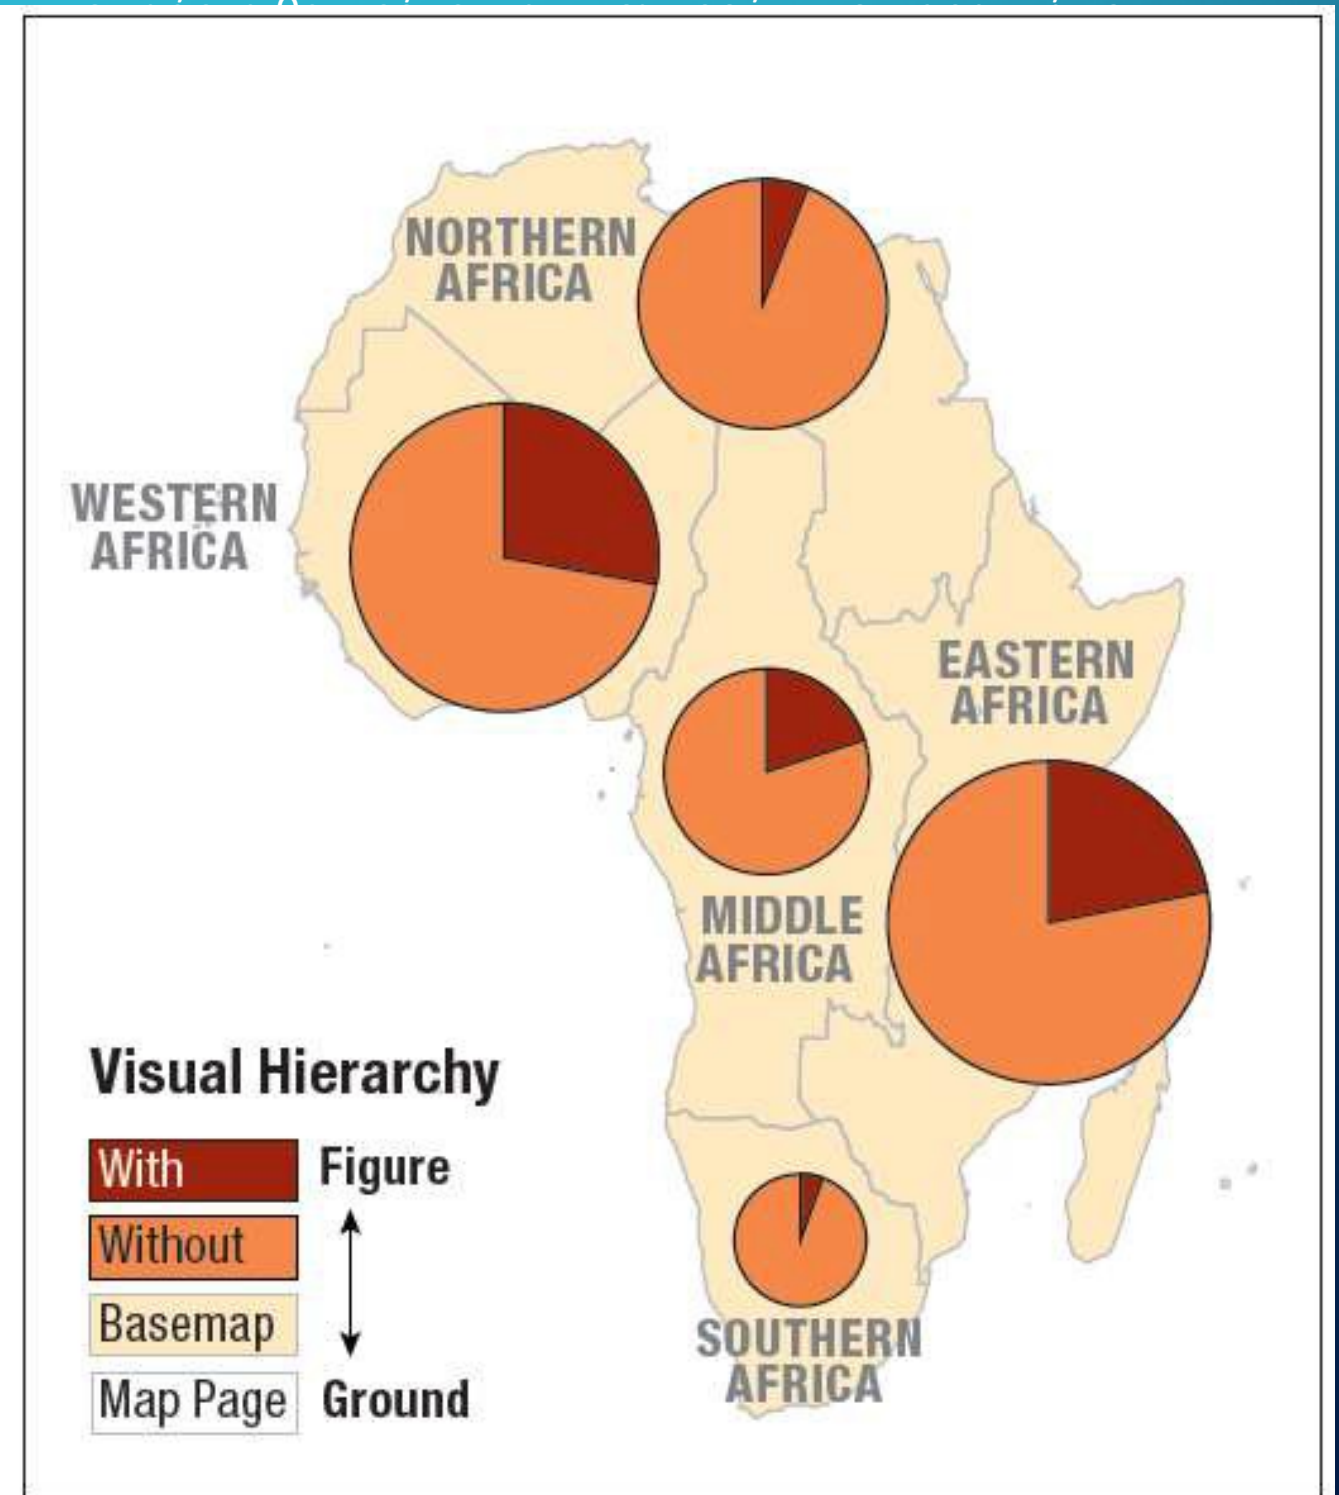 NORTHERN
AFRICA
WESTERN
AFRICA
EASTERN
AFRICA
MIDDLE
AFRICA
SOUTHERN
AFRICA
Visual Hierarchy
With
Figure
Without
Basemap
Map Page
Ground